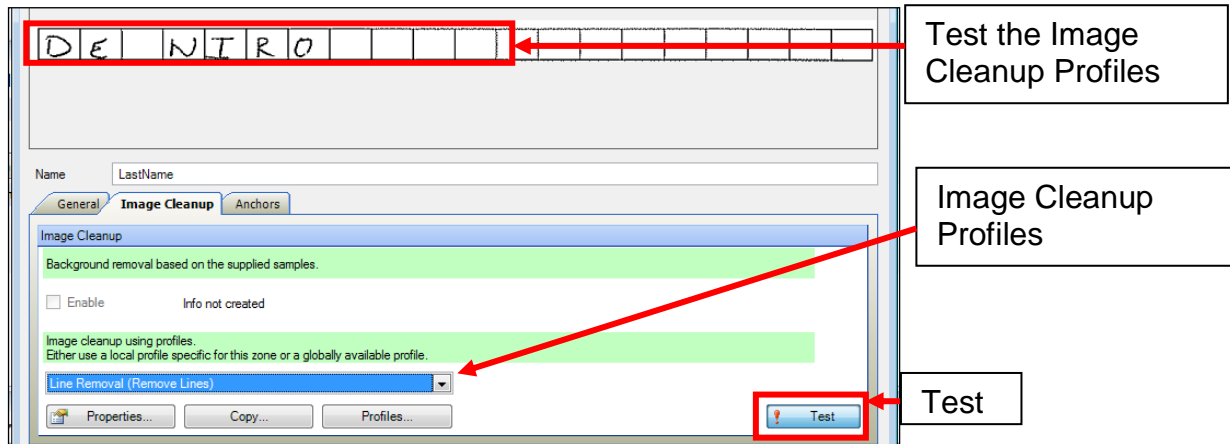 DE NIRO
Test the Image
Cleanup Profiles
Name LastName
General Image Cleanup Anchors
Image Cleanup
Background removal based on the supplied samples.
Enable Info not created
Image Cleanup
Profiles
Image cleanup using profiles.
Either use a local profile specific for this zone or a globally available profile.
Line Removal (Remove Lines)
Properties... Copy... Profiles... Test
Test